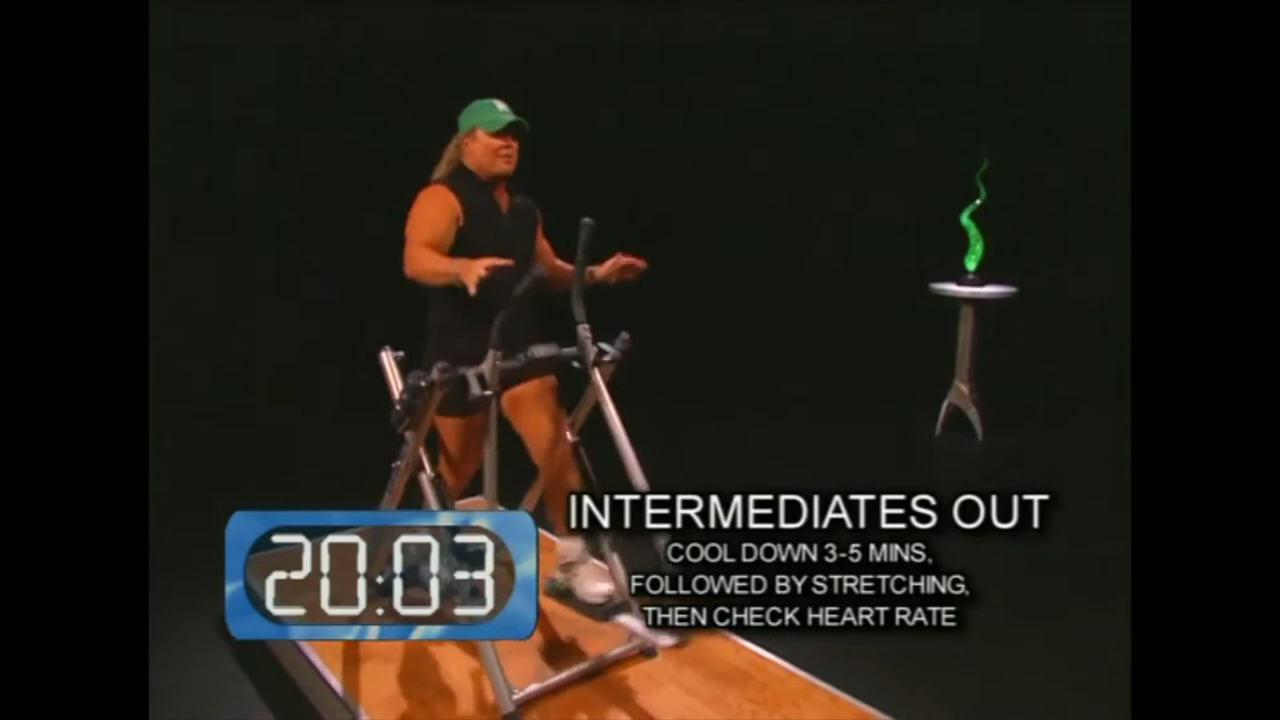 INTERMEDIATES OUT
COOL DOWN 3-5 MINS,
FOLLOWED BY STRETCHING,
THEN CHECK HEART RATE
20:03